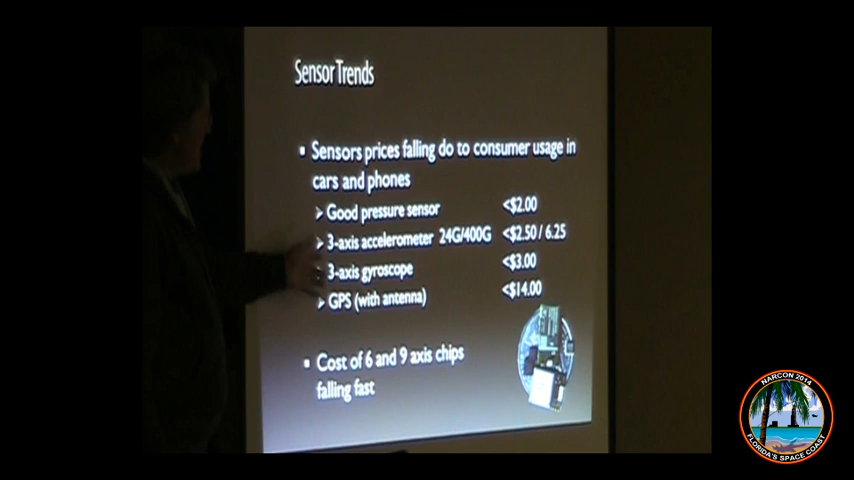 Sensor Trends
▪ Sensors prices falling do to consumer usage in
cars and phones
➢ Good pressure sensor <$2.00
➢ 3-axis accelerometer 24G/400G <$2.50 / 6.25
➢ 3-axis gyroscope <$3.00
➢ GPS (with antenna) <$14.00
▪ Cost of 6 and 9 axis chips
falling fast
NARCON 2014
FLORIDA'S SPACE COAST